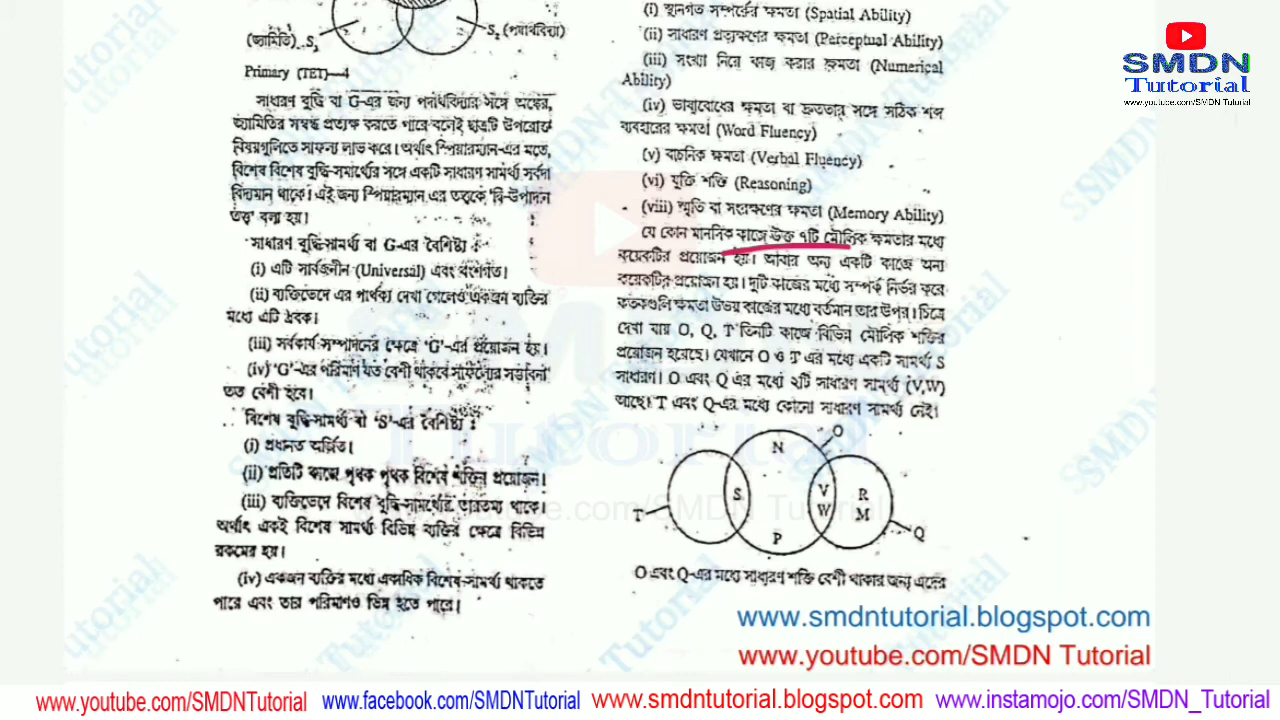 (জ্যামিতি) S₁
S₂ (পদার্থবিদ্যা)
Primary (TET)—4
সাধারণ বুদ্ধি বা G-এর জন্য পদার্থবিদ্যার সঙ্গে অঙ্কের,
জ্যামিতির সম্বন্ধ প্রত্যক্ষ করতে পারে বলেই ছাত্রটি উপরোক্ত
বিষয়গুলিতে সাফল্য লাভ করে। অর্থাৎ স্পিয়ারম্যান-এর মতে,
বিশেষ বিশেষ বুদ্ধি-সামর্থ্যের সঙ্গে একটি সাধারণ সামর্থ্য সর্বদা
বিদ্যমান থাকে। এই জন্য স্পিয়ারম্যান এর তত্ত্বকে 'দ্বি-উপাদান
তত্ত্ব' বলা হয়।
সাধারণ বুদ্ধি-সামর্থ্য বা G-এর বৈশিষ্ট্য :
(i) এটি সার্বজনীন (Universal) এবং বংশগত।
(ii) ব্যক্তিভেদে এর পার্থক্য দেখা গেলেও একজন ব্যক্তির
মধ্যে এটি ধ্রুবক।
(iii) সর্বকার্য সম্পাদনের ক্ষেত্রে 'G'-এর প্রয়োজন হয়।
(iv) 'G'-এর পরিমাণ যত বেশী থাকবে সাফল্যের সম্ভাবনা
তত বেশী হবে।
বিশেষ বুদ্ধি-সামর্থ্য বা 'S'-এর বৈশিষ্ট্য :
(i) প্রধানত অর্জিত।
(ii) প্রতিটি কাজে পৃথক পৃথক বিশেষ শক্তির প্রয়োজন।
(iii) ব্যক্তিভেদে বিশেষ বুদ্ধি-সামর্থ্যের তারতম্য থাকে।
অর্থাৎ একই বিশেষ সামর্থ্য বিভিন্ন ব্যক্তির ক্ষেত্রে বিভিন্ন
রকমের হয়।
(iv) একজন ব্যক্তির মধ্যে একাধিক বিশেষ-সামর্থ্য থাকতে
পারে এবং তার পরিমাণও ভিন্ন হতে পারে।
(i) স্থানগত সম্পর্কের ক্ষমতা (Spatial Ability)
(ii) সাধারণ প্রত্যক্ষণের ক্ষমতা (Perceptual Ability)
(iii) সংখ্যা নিয়ে কাজ করার ক্ষমতা (Numerical
Ability)
(iv) ভাষাবোধের ক্ষমতা বা দ্রুততার সঙ্গে সঠিক শব্দ
ব্যবহারের ক্ষমতা (Word Fluency)
(v) বাচনিক ক্ষমতা (Verbal Fluency)
(vi) যুক্তি শক্তি (Reasoning)
(viii) স্মৃতি বা সংরক্ষণের ক্ষমতা (Memory Ability)
যে কোন মানসিক কাজে উক্ত ৭টি মৌলিক ক্ষমতার মধ্যে
কয়েকটির প্রয়োজন হয়। আবার অন্য একটি কাজে অন্য
কয়েকটির প্রয়োজন হয়। দুটি কাজের মধ্যে সম্পর্ক নির্ভর করে
কতকগুলি ক্ষমতা উভয় কাজের মধ্যে বর্তমান তার উপর। চিত্রে
দেখা যায় O, Q, T তিনটি কাজে বিভিন্ন মৌলিক শক্তির
প্রয়োজন হয়েছে। যেখানে O ও T এর মধ্যে একটি সামর্থ্য S
সাধারণ। O এবং Q এর মধ্যে ২টি সাধারণ সামর্থ্য (V,W)
আছে। T এবং Q-এর মধ্যে কোনো সাধারণ সামর্থ্য নেই।
O
N
S
V
W
R
M
T
P
Q
O এবং Q-এর মধ্যে সাধারণ শক্তি বেশী থাকার জন্য এদের
SMDN
Tutorial
www.youtube.com/SMDN Tutorial
www.youtube.com/SMDN Tutorial
www.smdntutorial.blogspot.com
www.youtube.com/SMDN Tutorial
www.youtube.com/SMDNTutorial
www.facebook.com/SMDNTutorial
www.smdntutorial.blogspot.com
www.instamojo.com/SMDN_Tutorial